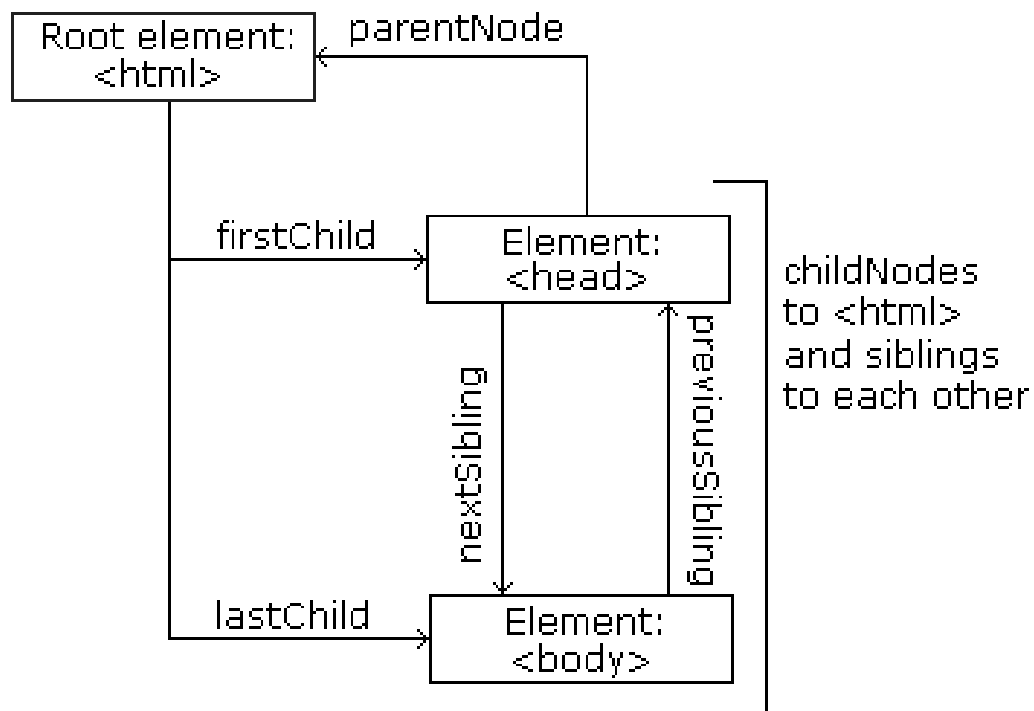 Root element:
<html>
parentNode
firstChild
Element:
<head>
childNodes
to <html>
and siblings
to each other
nextSibling
previousSibling
lastChild
Element:
<body>